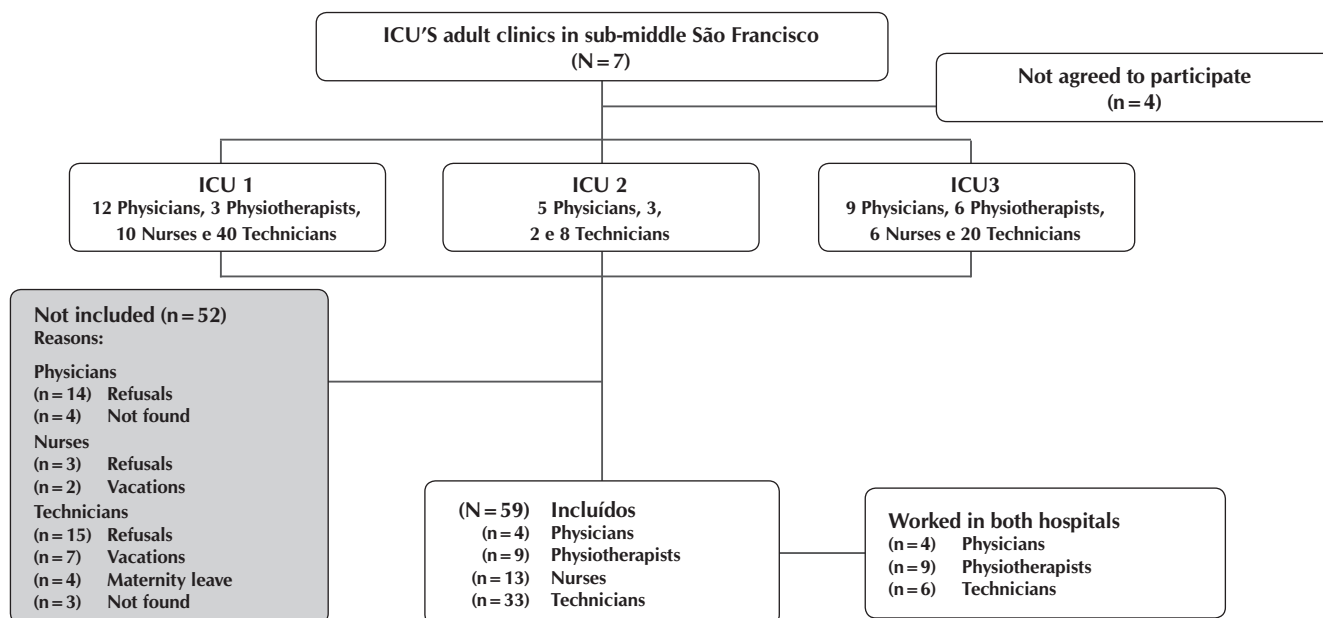 ICU'S adult clinics in sub-middle São Francisco
(N = 7)
Not agreed to participate
(n = 4)
ICU 1
12 Physicians, 3 Physiotherapists,
10 Nurses e 40 Technicians
ICU 2
5 Physicians, 3,
2 e 8 Technicians
ICU3
9 Physicians, 6 Physiotherapists,
6 Nurses e 20 Technicians
Not included (n = 52)
Reasons:
Physicians
(n = 14) Refusals
(n = 4) Not found
Nurses
(n = 3) Refusals
(n = 2) Vacations
Technicians
(n = 15) Refusals
(n = 7) Vacations
(n = 4) Maternity leave
(n = 3) Not found
(N = 59) Incluídos
(n = 4) Physicians
(n = 9) Physiotherapists
(n = 13) Nurses
(n = 33) Technicians
Worked in both hospitals
(n = 4) Physicians
(n = 9) Physiotherapists
(n = 6) Technicians